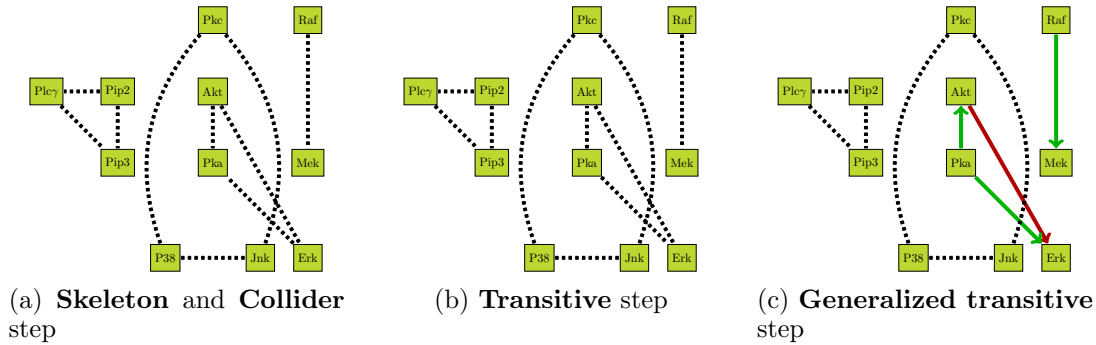 Pkc Raf
Plcγ Pip2 Akt
Pip3 Pka Mek
P38 Jnk Erk
(a) Skeleton and Collider
step
Pkc Raf
Plcγ Pip2 Akt
Pip3 Pka Mek
P38 Jnk Erk
(b) Transitive step
Pkc Raf
Plcγ Pip2 Akt
Pip3 Pka Mek
P38 Jnk Erk
(c) Generalized transitive
step